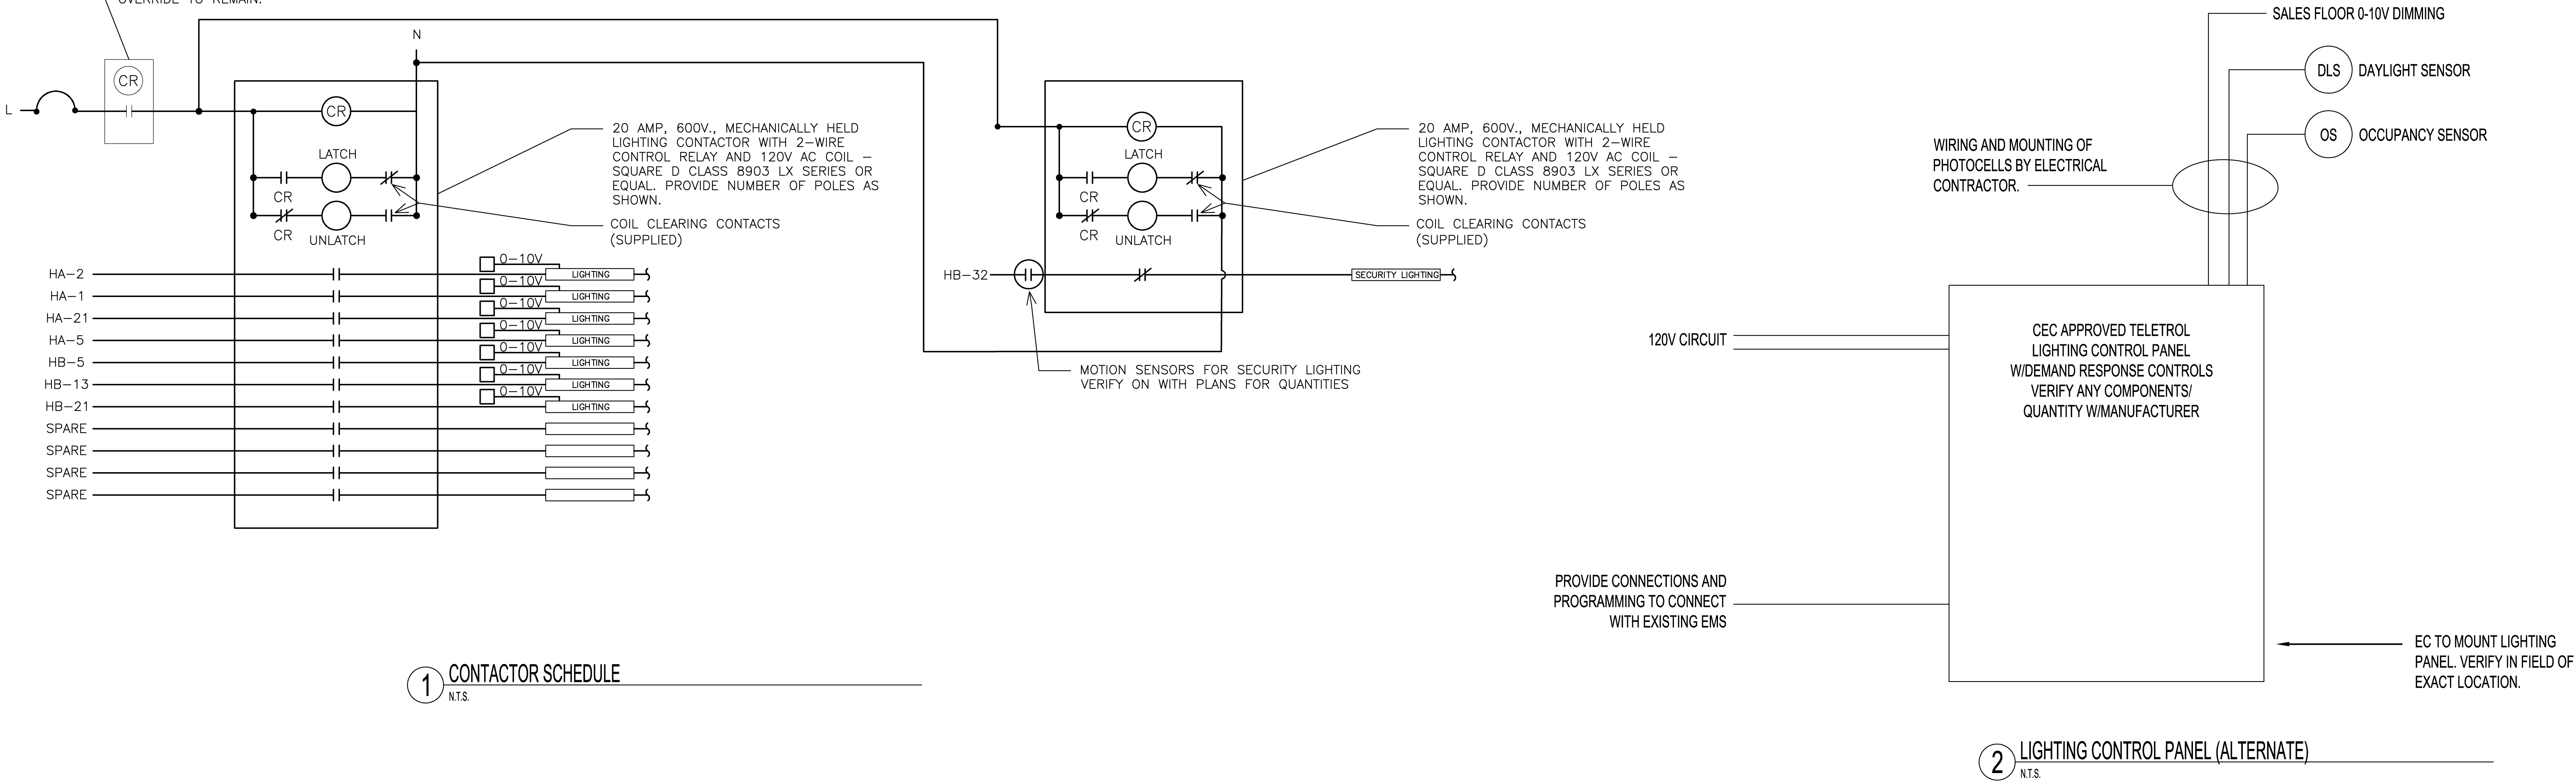 OVERRIDE TO REMAIN.
N
CR
L
CR
LATCH
CR
CR
UNLATCH
20 AMP, 600V., MECHANICALLY HELD
LIGHTING CONTACTOR WITH 2-WIRE
CONTROL RELAY AND 120V AC COIL -
SQUARE D CLASS 8903 LX SERIES OR
EQUAL. PROVIDE NUMBER OF POLES AS
SHOWN.
COIL CLEARING CONTACTS
(SUPPLIED)
HA-2
0-10V
LIGHTING
HA-1
0-10V
LIGHTING
HA-21
0-10V
LIGHTING
HA-5
0-10V
LIGHTING
HB-5
0-10V
LIGHTING
HB-13
0-10V
LIGHTING
HB-21
0-10V
LIGHTING
SPARE
SPARE
SPARE
SPARE
CR
LATCH
CR
CR
UNLATCH
20 AMP, 600V., MECHANICALLY HELD
LIGHTING CONTACTOR WITH 2-WIRE
CONTROL RELAY AND 120V AC COIL -
SQUARE D CLASS 8903 LX SERIES OR
EQUAL. PROVIDE NUMBER OF POLES AS
SHOWN.
COIL CLEARING CONTACTS
(SUPPLIED)
HB-32
SECURITY LIGHTING
MOTION SENSORS FOR SECURITY LIGHTING
VERIFY ON WITH PLANS FOR QUANTITIES
1 CONTACTOR SCHEDULE
N.T.S.
SALES FLOOR 0-10V DIMMING
DLS DAYLIGHT SENSOR
OS OCCUPANCY SENSOR
WIRING AND MOUNTING OF
PHOTOCELLS BY ELECTRICAL
CONTRACTOR.
120V CIRCUIT
CEC APPROVED TELETROL
LIGHTING CONTROL PANEL
W/DEMAND RESPONSE CONTROLS
VERIFY ANY COMPONENTS/
QUANTITY W/MANUFACTURER
PROVIDE CONNECTIONS AND
PROGRAMMING TO CONNECT
WITH EXISTING EMS
EC TO MOUNT LIGHTING
PANEL. VERIFY IN FIELD OF
EXACT LOCATION.
2 LIGHTING CONTROL PANEL (ALTERNATE)
N.T.S.